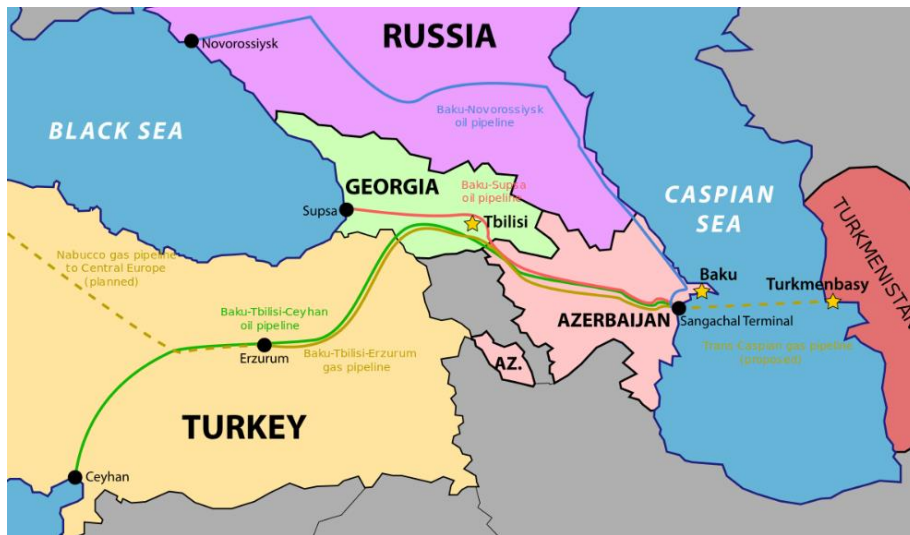 RUSSIA
Novorossiysk
Baku-Novorossiysk
oil pipeline
BLACK SEA
GEORGIA
Baku-Supsa
oil pipeline
CASPIAN
SEA
Supsa
Tbilisi
TURKMENISTAN
Nabucco gas pipeline
to Central Europe
(planned)
Baku
Turkmenbasy
Baku-Tbilisi-Ceyhan
oil pipeline
AZERBAIJAN
Sangachal Terminal
Erzurum
Baku-Tbilisi-Erzurum
gas pipeline
Trans-Caspian gas pipeline
(proposed)
AZ.
TURKEY
Ceyhan